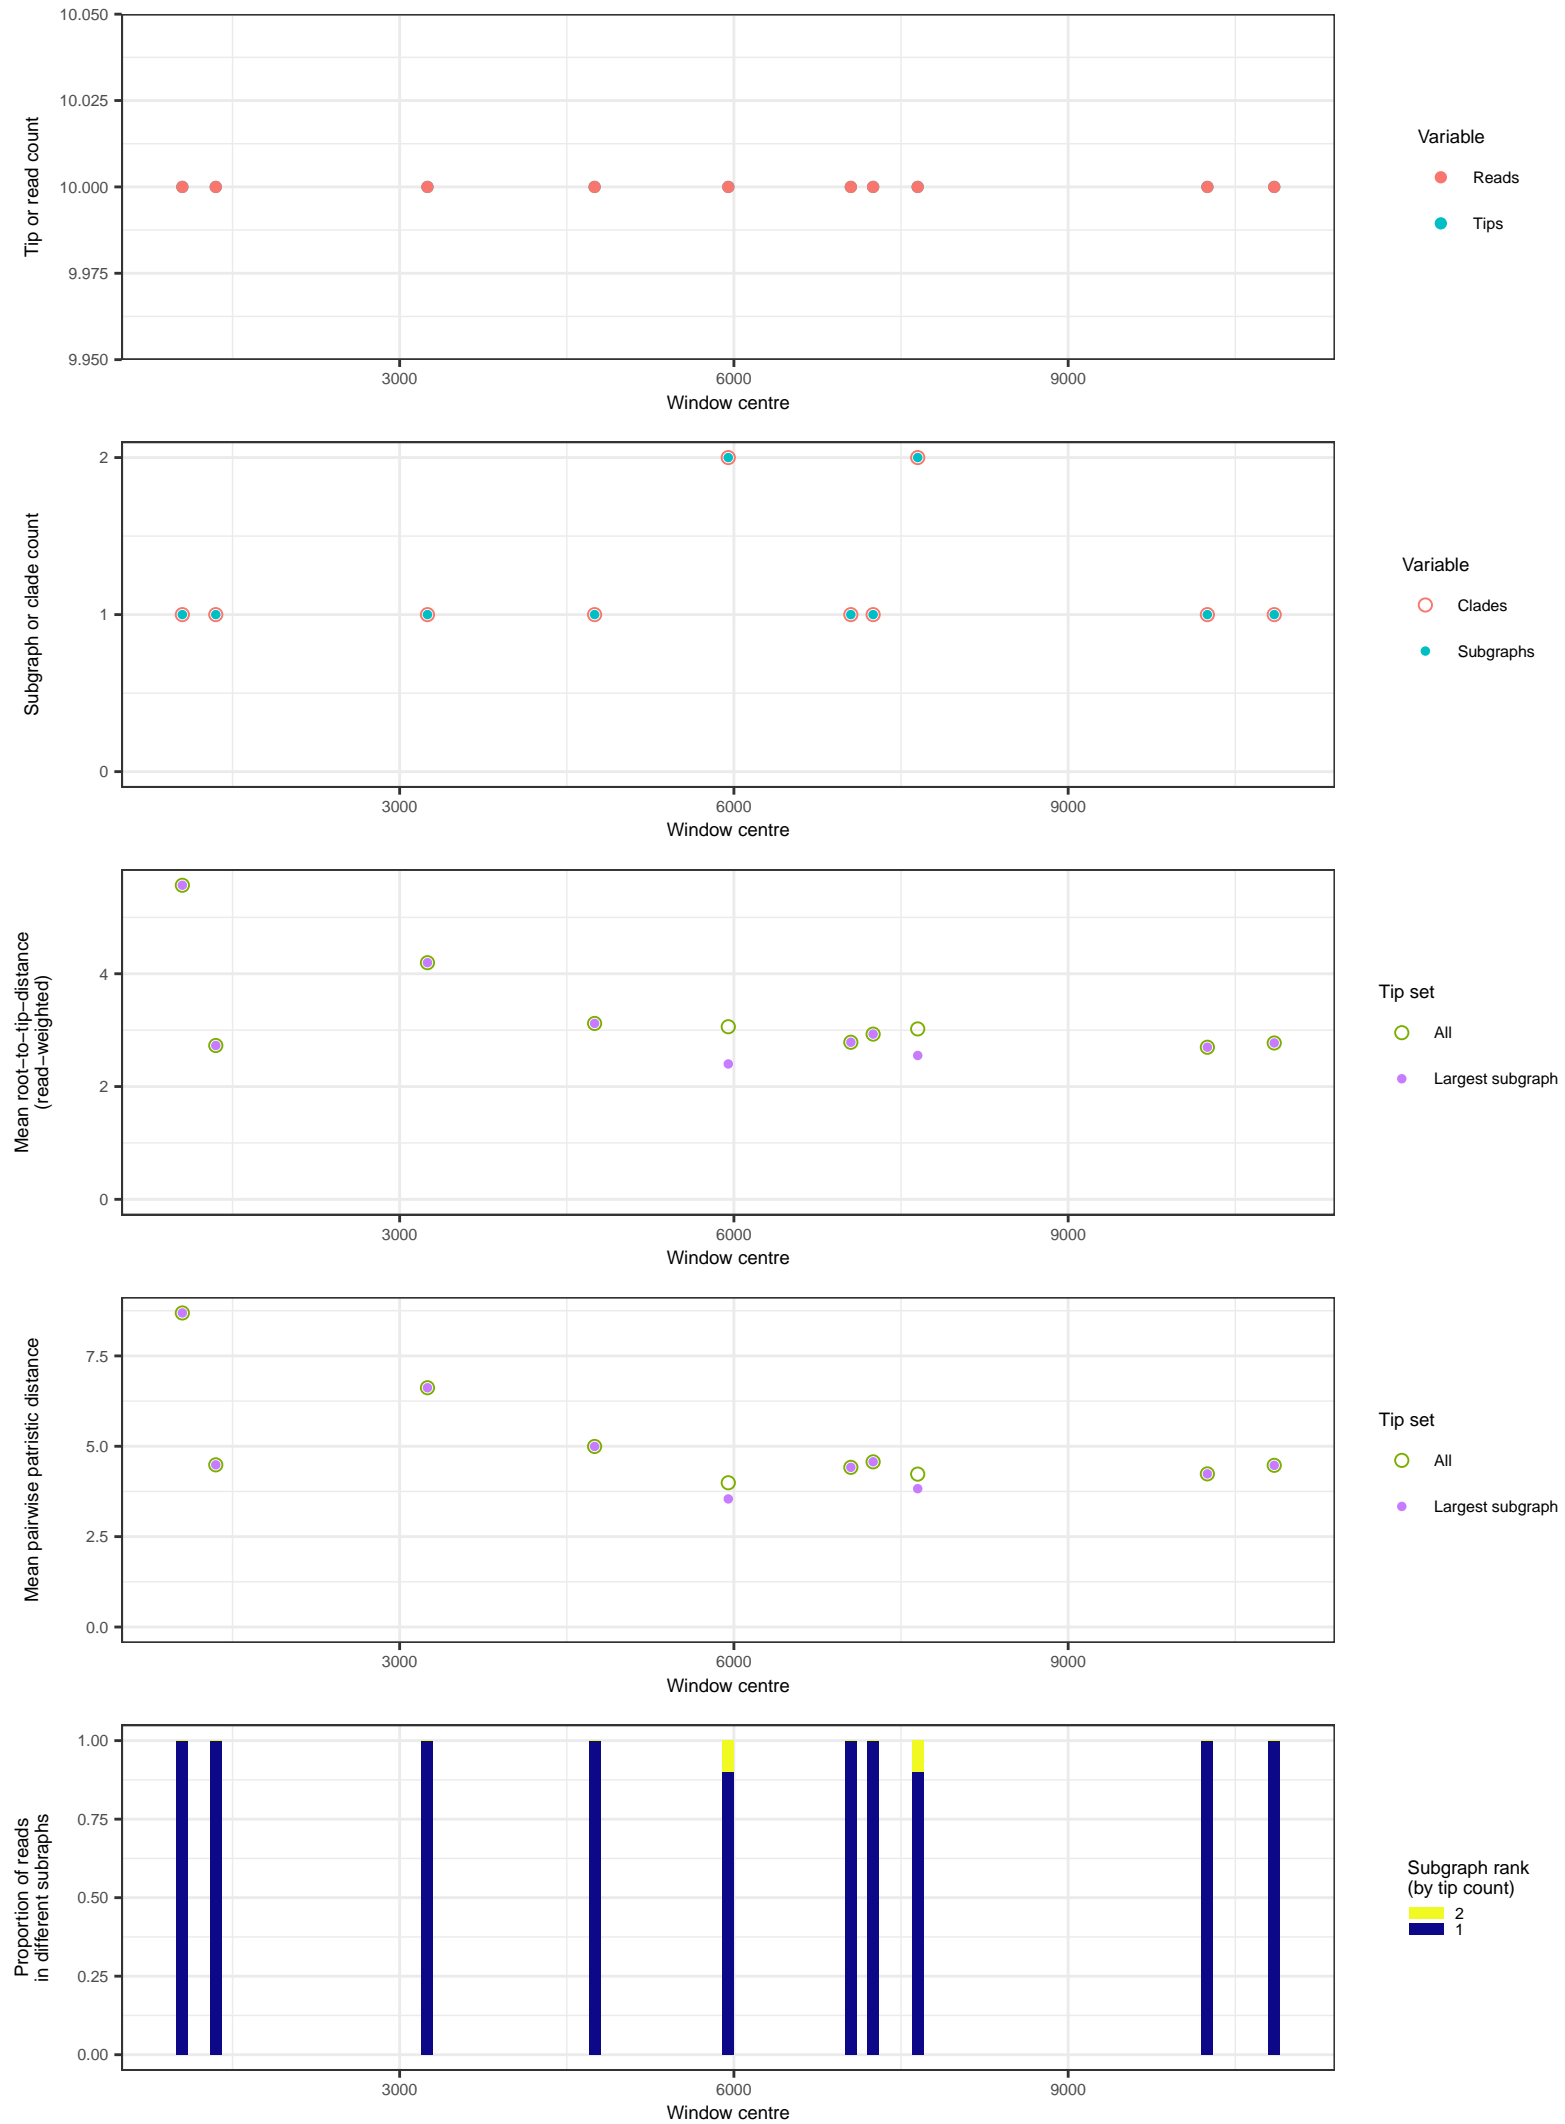 10.050
10.025
10.000
9.975
9.950
Tip or read count
3000
6000
9000
Window centre
Variable
Reads
Tips
2
1
0
Subgraph or clade count
3000
6000
9000
Window centre
Variable
Clades
Subgraphs
4
2
0
Mean root−to−tip−distance
(read−weighted)
3000
6000
9000
Window centre
Tip set
All
Largest subgraph
7.5
5.0
2.5
0.0
Mean pairwise patristic distance
3000
6000
9000
Window centre
Tip set
All
Largest subgraph
1.00
0.75
0.50
0.25
0.00
Proportion of reads
in different subraphs
3000
6000
9000
Window centre
Subgraph rank
(by tip count)
2
1